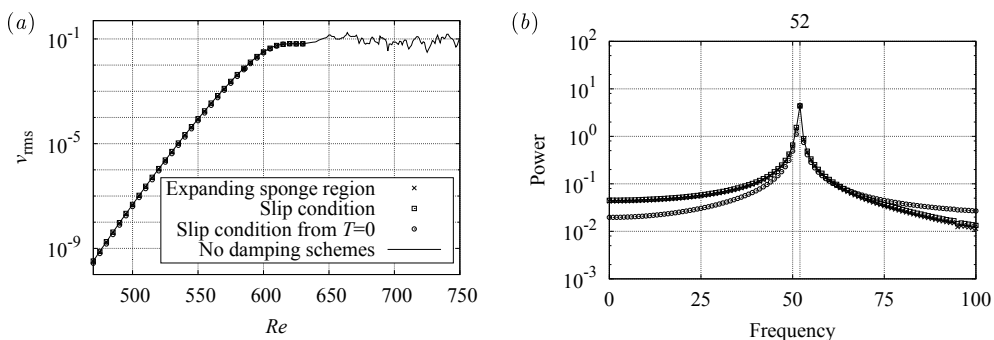 (a)
10^-1
10^-5
10^-9
v_rms
500
550
600
650
700
750
Re
Expanding sponge region
Slip condition
Slip condition from T=0
No damping schemes
(b)
52
10^2
10^1
10^0
10^-1
10^-2
10^-3
Power
0
25
50
75
100
Frequency